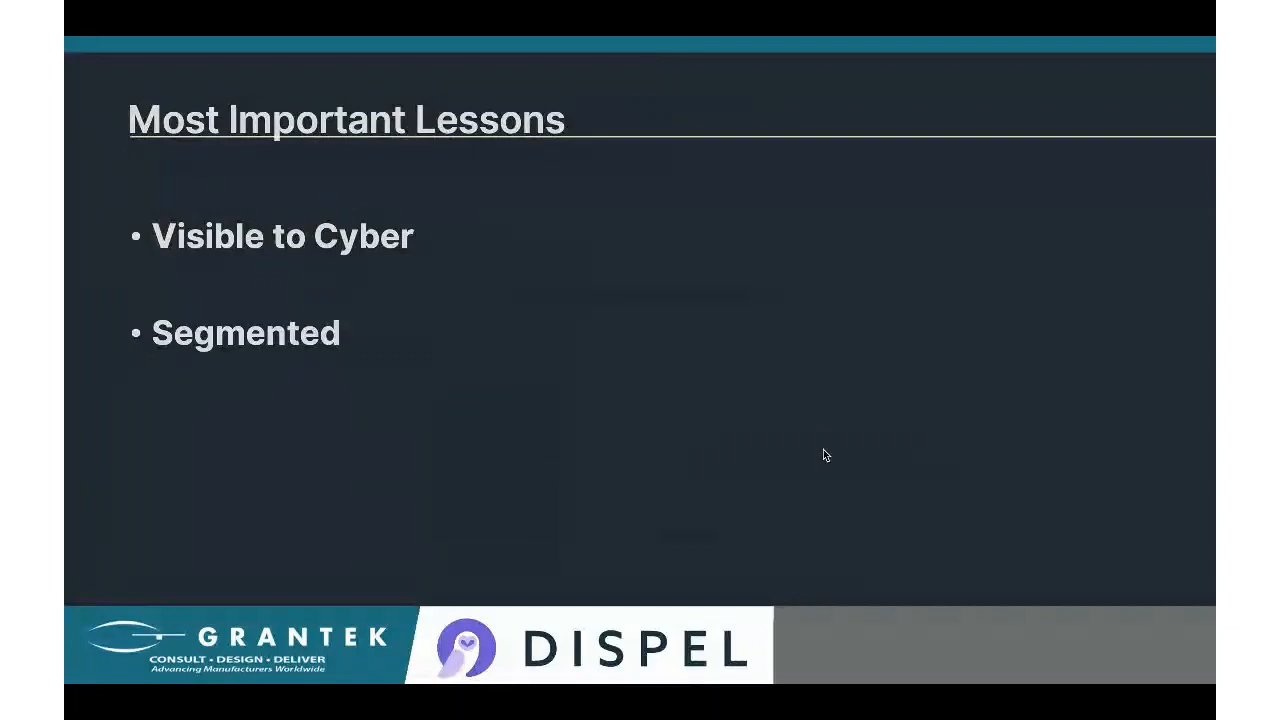 Most Important Lessons
• Visible to Cyber
• Segmented
GRANTEK
CONSULT • DESIGN • DELIVER
Advancing Manufacturers Worldwide
DISPEL